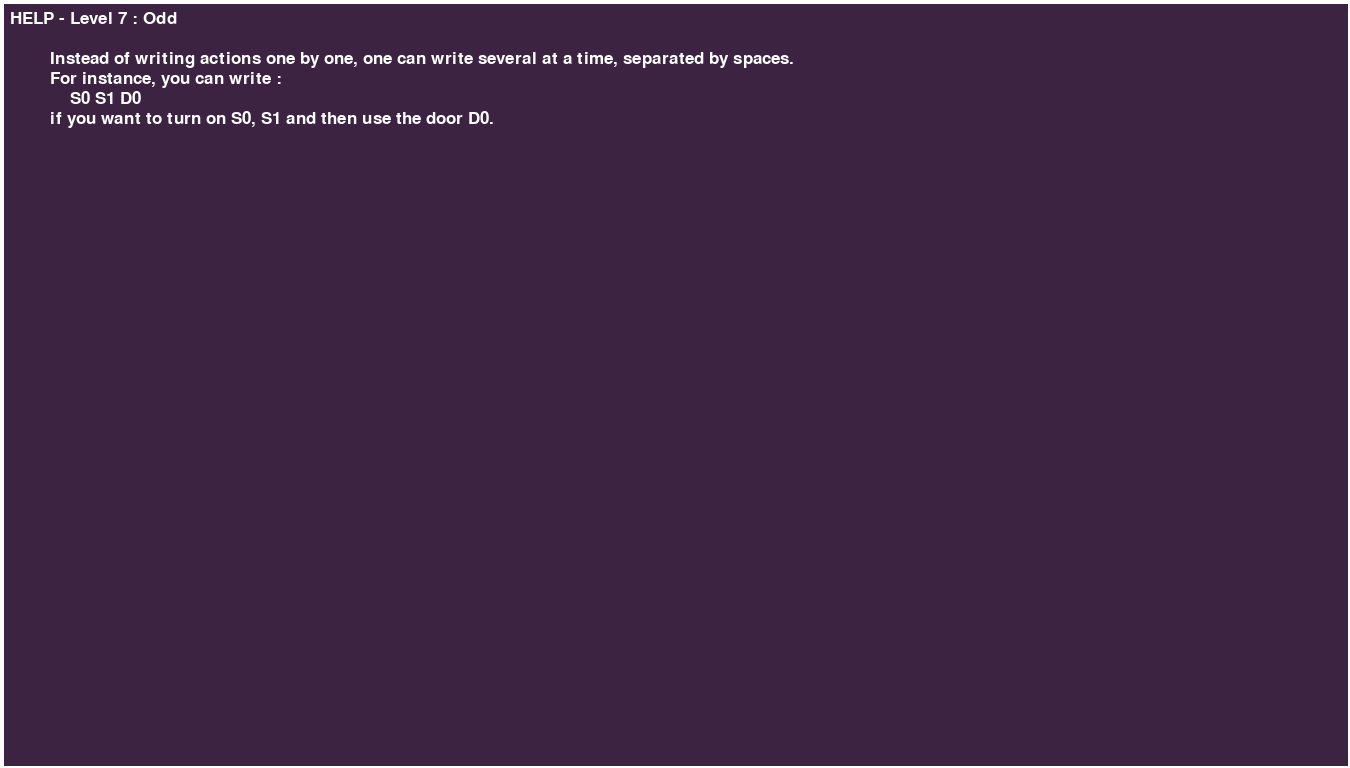 HELP - Level 7 : Odd
Instead of writing actions one by one, one can write several at a time, separated by spaces.
For instance, you can write :
S0 S1 D0
if you want to turn on S0, S1 and then use the door D0.